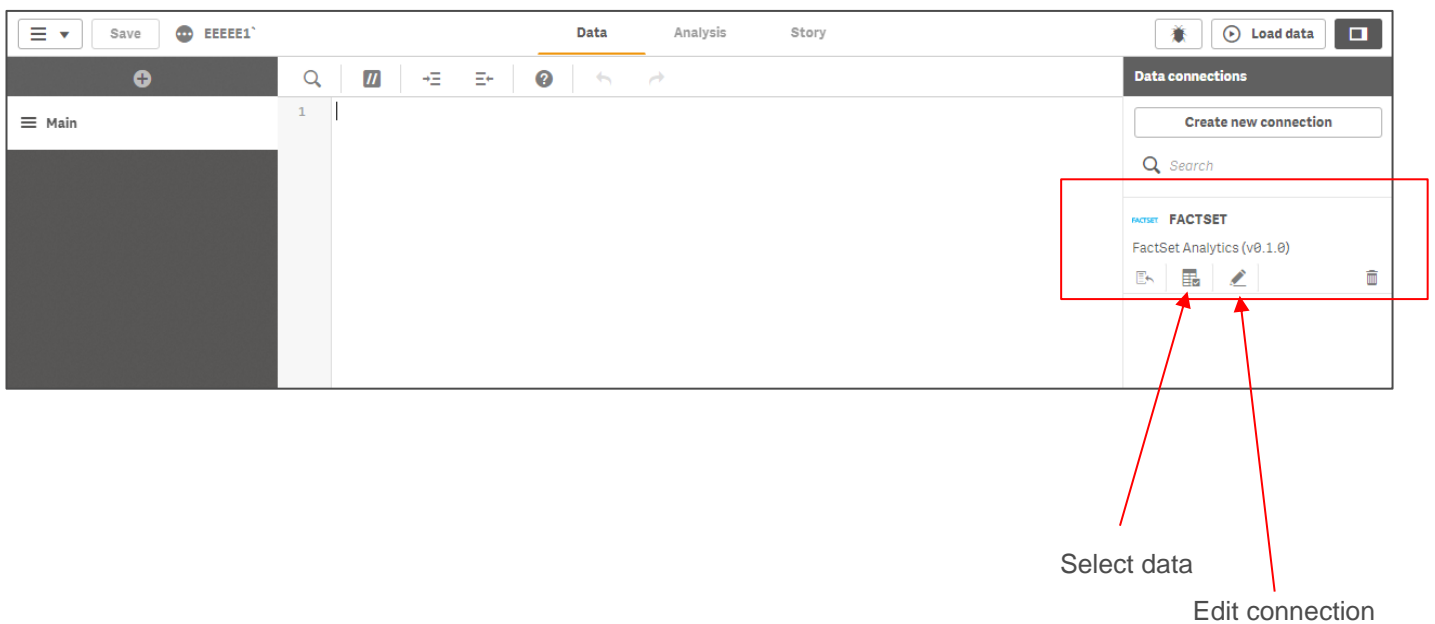 Save EEEEE1` Data Analysis Story Load data
Data connections
1
Main
Create new connection
Search
FACTSET FACTSET
FactSet Analytics (v0.1.0)
Select data
Edit connection